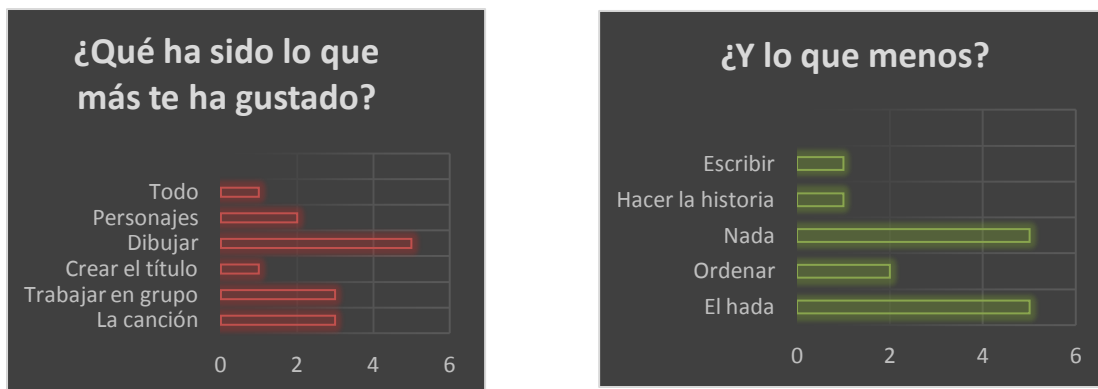 ¿Qué ha sido lo que
más te ha gustado?
Todo
Personajes
Dibujar
Crear el título
Trabajar en grupo
La canción
0 2 4 6
¿Y lo que menos?
Escribir
Hacer la historia
Nada
Ordenar
El hada
0 2 4 6